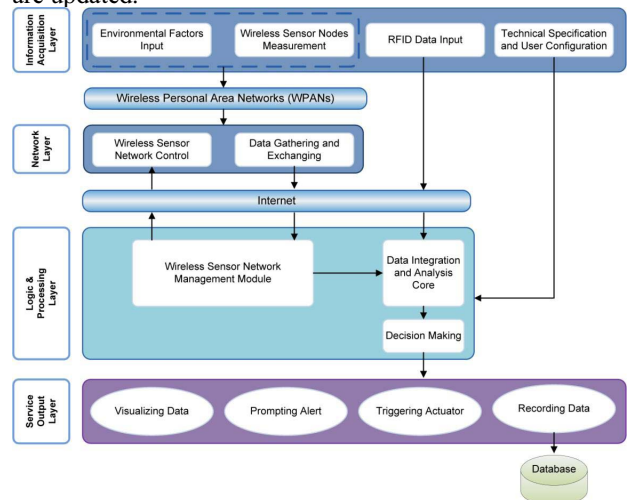 are updated.
Information
Acquisition
Layer
Environmental Factors
Input
Wireless Sensor Nodes
Measurement
RFID Data Input
Technical Specification
and User Configuration
Wireless Personal Area Networks (WPANs)
Network
Layer
Wireless Sensor
Network Control
Data Gathering and
Exchanging
Internet
Logic &
Processing
Layer
Wireless Sensor Network
Management Module
Data Integration
and Analysis
Core
Decision Making
Service
Output
Layer
Visualizing Data
Prompting Alert
Triggering Actuator
Recording Data
Database